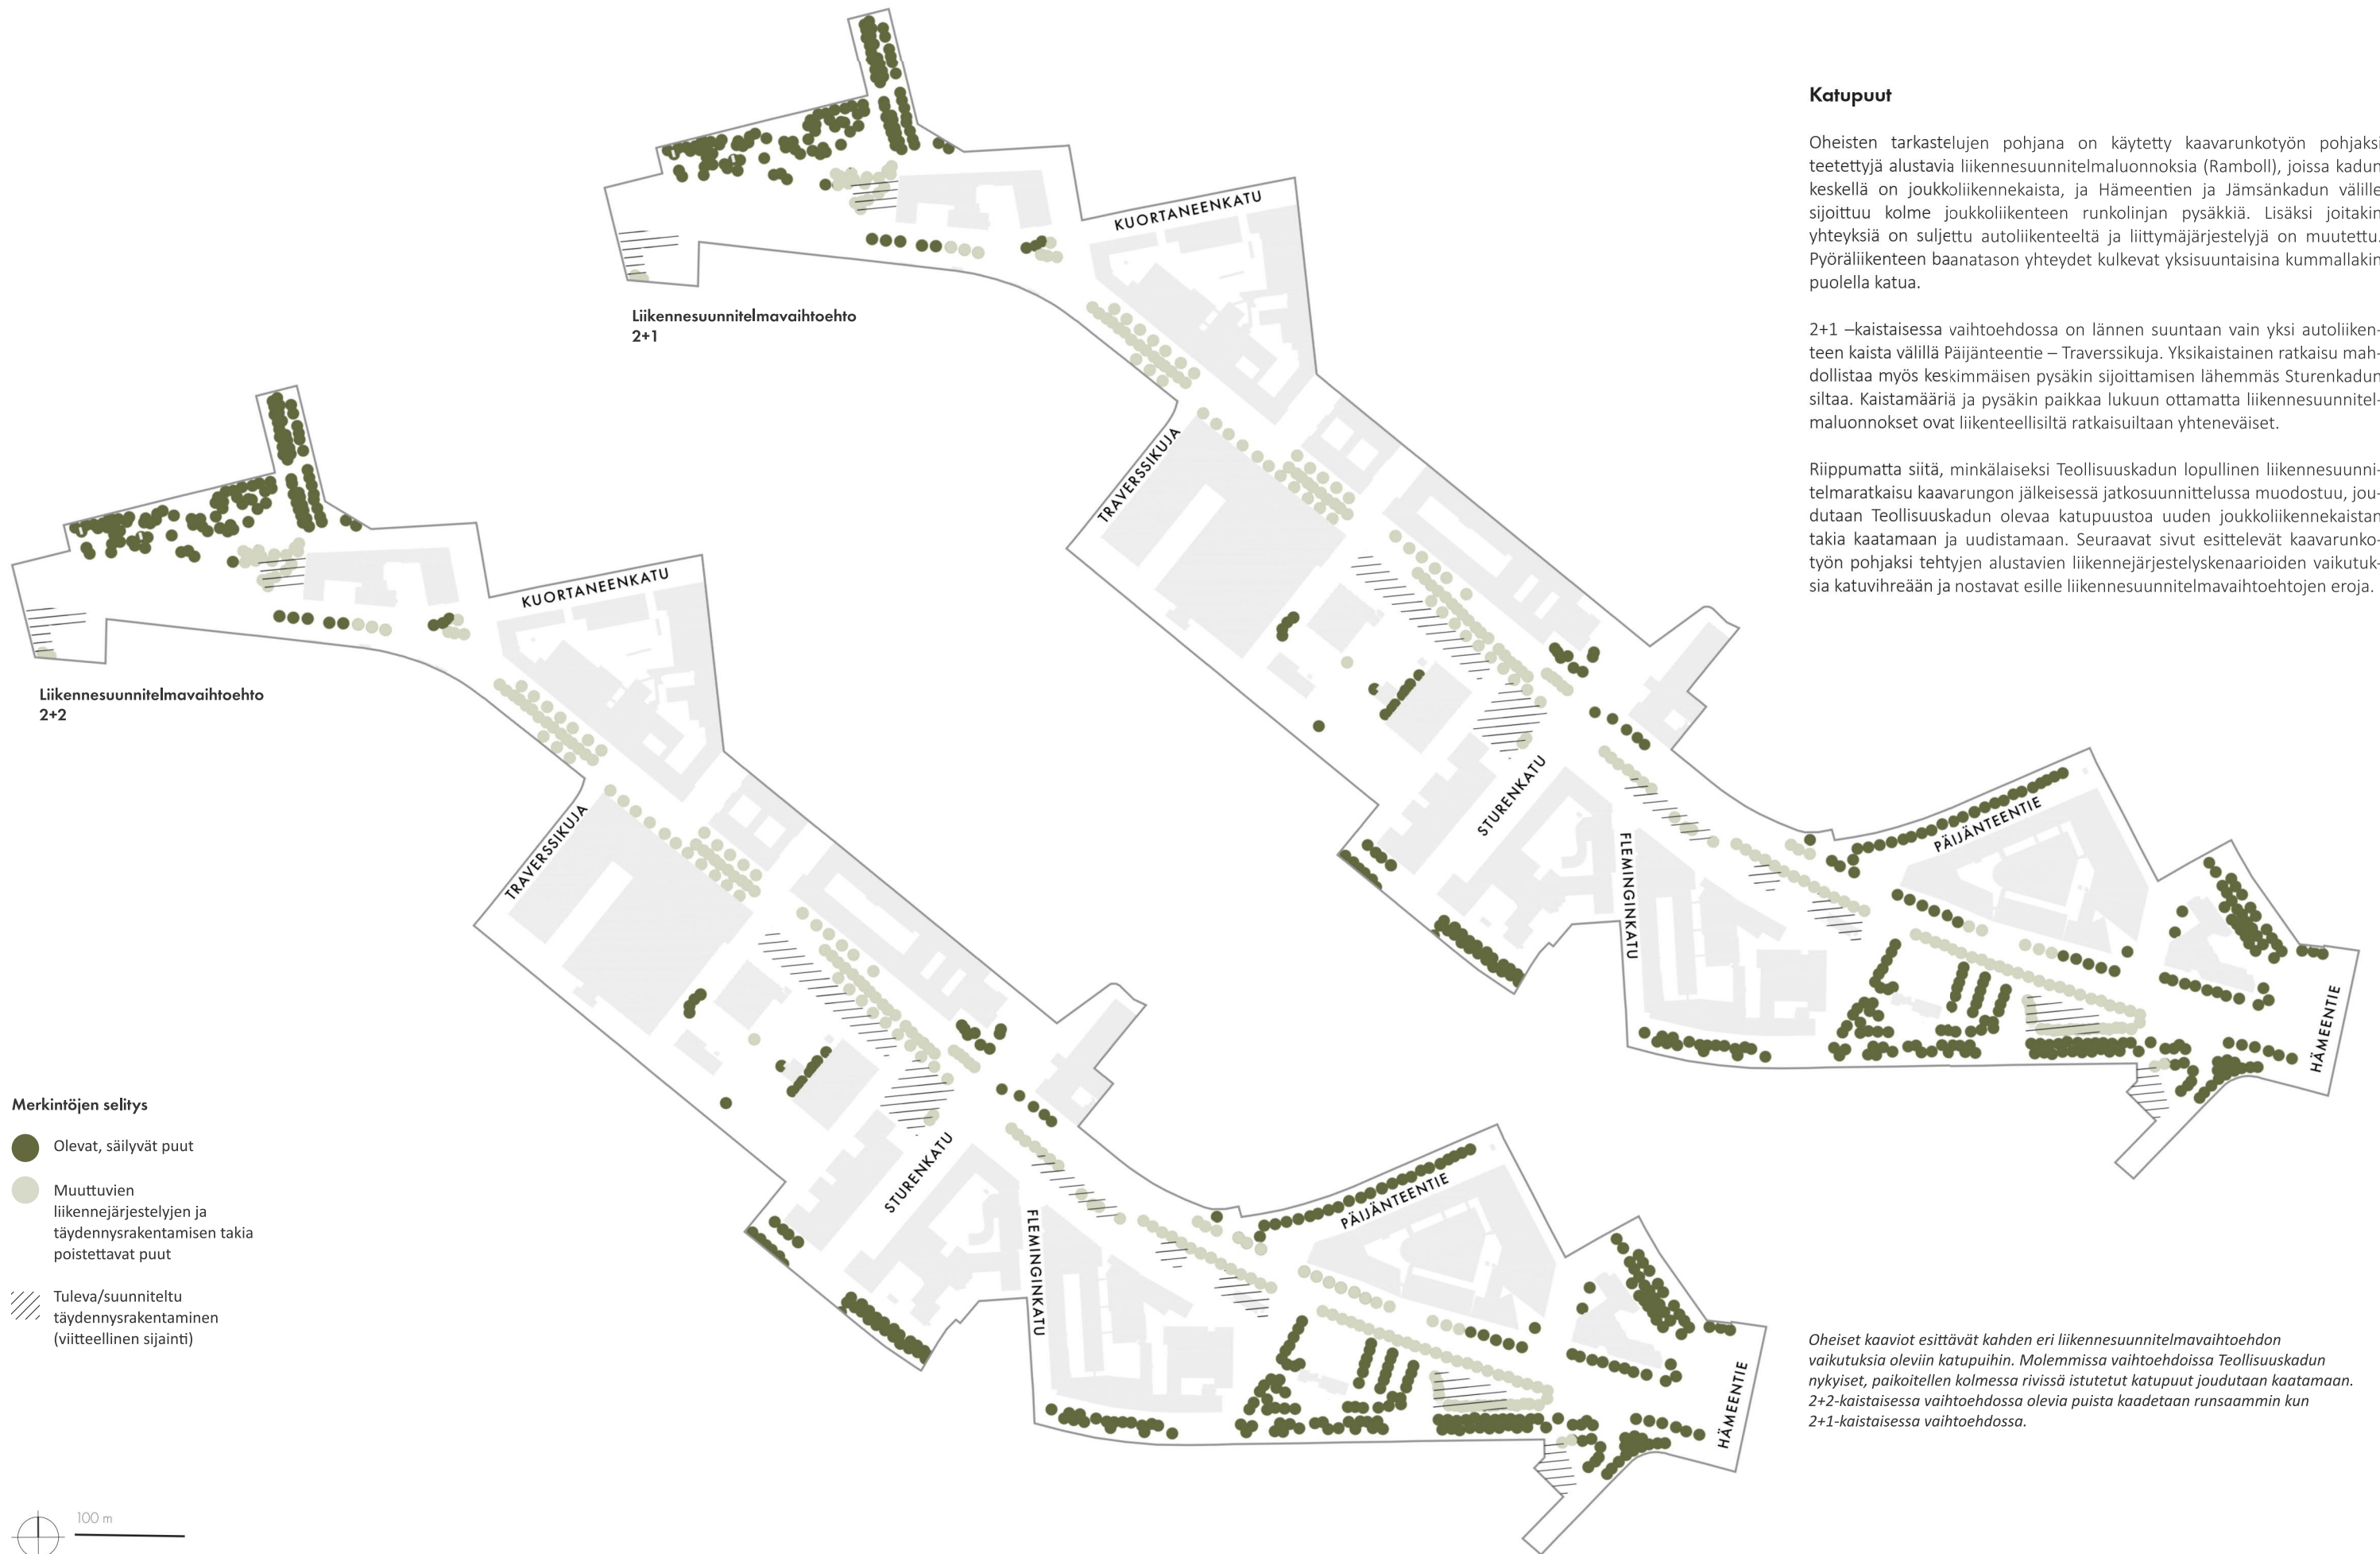 Katupuut
Oheisten tarkastelujen pohjana on käytetty kaavarunkotyön pohjaksi
teetettyjä alustavia liikennesuunnitelmaluonnoksia (Ramboll), joissa kadun
keskellä on joukkoliikennekaista, ja Hämeentien ja Jämsänkadun välille
sijoittuu kolme joukkoliikenteen runkolinjan pysäkkiä. Lisäksi joitakin
yhteyksiä on suljettu autoliikenteeltä ja liittymäjärjestelyjä on muutettu.
Pyöräliikenteen baanatason yhteydet kulkevat yksisuuntaisina kummallakin
puolella katua.
2+1 –kaistaisessa vaihtoehdossa on lännen suuntaan vain yksi autoliiken-
teen kaista välillä Päijänteentie – Traverssikuja. Yksikaistainen ratkaisu mah-
dollistaa myös keskimmäisen pysäkin sijoittamisen lähemmäs Sturenkadun
siltaa. Kaistamääriä ja pysäkin paikkaa lukuun ottamatta liikennesuunnitel-
maluonnokset ovat liikenteellisiltä ratkaisuiltaan yhteneväiset.
Riippumatta siitä, minkälaiseksi Teollisuuskadun lopullinen liikennesuunni-
telmaratkaisu kaavarungon jälkeisessä jatkosuunnittelussa muodostuu, jou-
dutaan Teollisuuskadun olevaa katupuustoa uuden joukkoliikennekaistan
takia kaatamaan ja uudistamaan. Seuraavat sivut esittelevät kaavarunko-
työn pohjaksi tehtyjen alustavien liikennejärjestelyskenaarioiden vaikutuk-
sia katuvihreään ja nostavat esille liikennesuunnitelmavaihtoehtojen eroja.
KUORTANEENKATU
Liikennesuunnitelmavaihtoehto
2+1
TRAVERSSIKUJA
STURENKATU
FLEMINGINKATU
PÄIJÄNTEENTIE
HÄMEENTIE
KUORTANEENKATU
Liikennesuunnitelmavaihtoehto
2+2
TRAVERSSIKUJA
STURENKATU
FLEMINGINKATU
PÄIJÄNTEENTIE
HÄMEENTIE
Merkintöjen selitys
Olevat, säilyvät puut
Muuttuvien
liikennejärjestelyjen ja
täydennysrakentamisen takia
poistettavat puut
Tuleva/suunniteltu
täydennysrakentaminen
(viitteellinen sijainti)
100 m
Oheiset kaaviot esittävät kahden eri liikennesuunnitelmavaihtoehdon
vaikutuksia oleviin katupuihin. Molemmissa vaihtoehdoissa Teollisuuskadun
nykyiset, paikoitellen kolmessa rivissä istutetut katupuut joudutaan kaatamaan.
2+2-kaistaisessa vaihtoehdossa olevia puista kaadetaan runsaammin kun
2+1-kaistaisessa vaihtoehdossa.